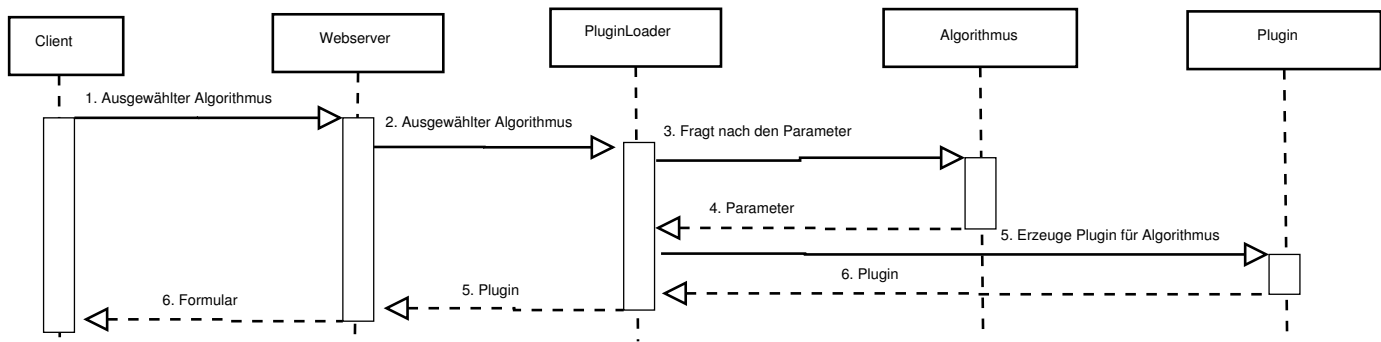 Client
Webserver
PluginLoader
Algorithmus
Plugin
1. Ausgewählter Algorithmus
2. Ausgewählter Algorithmus
3. Fragt nach den Parameter
4. Parameter
5. Erzeuge Plugin für Algorithmus
6. Plugin
5. Plugin
6. Formular